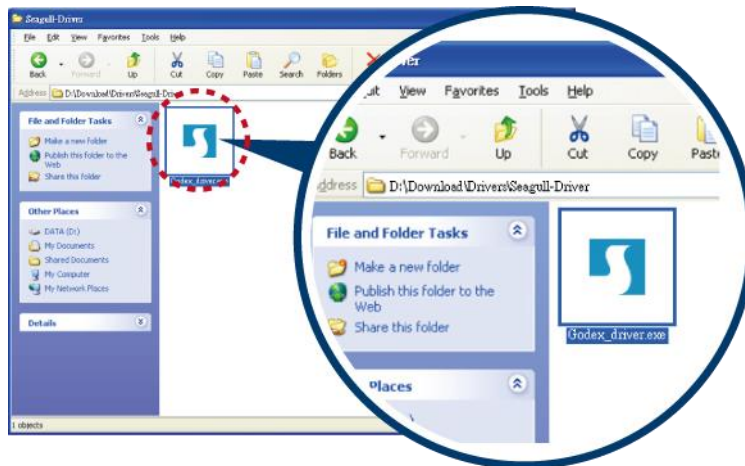 Seagull-Driver
File Edit View Favorites Tools Help
Back Forward Up Cut Copy Paste Search Folders
Address D:\Download\Drivers\Seagull-Driver
File and Folder Tasks
Make a new folder
Publish this folder to the
Web
Share this folder
Godex_driver.exe
Other Places
DATA (D:)
My Documents
Shared Documents
My Computer
My Network Places
Details
1 objects
View Favorites Tools Help
Back Forward Up Cut Copy Past
ddress D:\Download\Drivers\Seagull-Driver
File and Folder Tasks
Make a new folder
Publish this folder to the
Web
Share this folder
Godex_driver.exe
Places